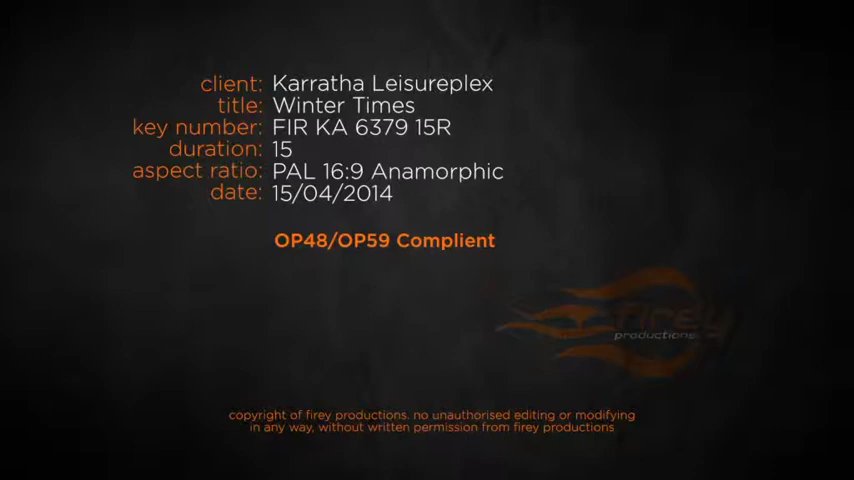 client: Karratha Leisureplex
title: Winter Times
key number: FIR KA 6379 15R
duration: 15
aspect ratio: PAL 16:9 Anamorphic
date: 15/04/2014
OP48/OP59 Complient
firey
productions
copyright of firey productions. no unauthorised editing or modifying
in any way, without written permission from firey productions